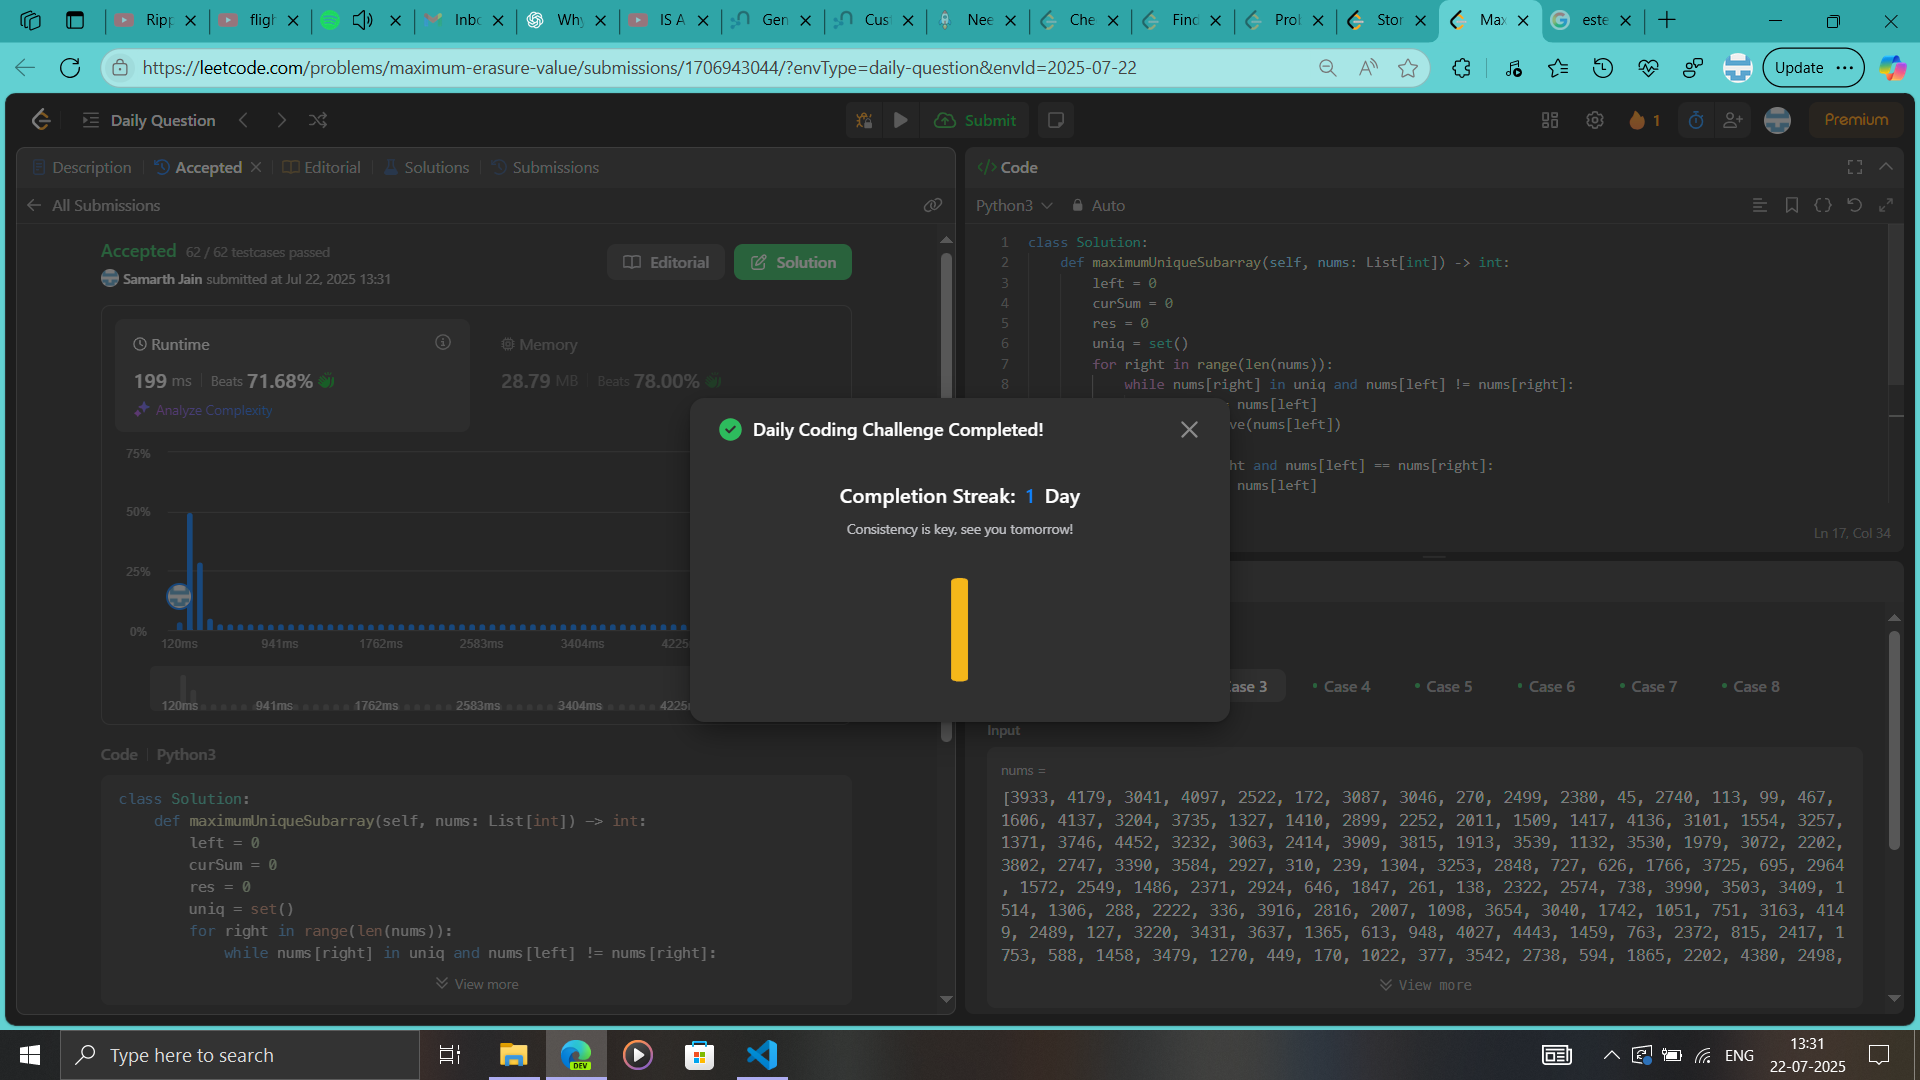 Ripp
fligh
Inbo
Why
IS A
Gen
Cust
Nee
Che
Find
Prob
Stor
Max
este
https://leetcode.com/problems/maximum-erasure-value/submissions/1706943044/?envType=daily-question&envId=2025-07-22
Update
Daily Question
Submit
1
Premium
Description
Accepted
Editorial
Solutions
Submissions
All Submissions
Accepted 62 / 62 testcases passed
Samarth Jain submitted at Jul 22, 2025 13:31
Editorial
Solution
Runtime
199 ms Beats 71.68%
Analyze Complexity
Memory
28.79 MB Beats 78.00%
75%
50%
25%
0%
120ms 941ms 1762ms 2583ms 3404ms 4225
120ms 941ms 1762ms 2583ms 3404ms 4225
Code Python3
class Solution:
def maximumUniqueSubarray(self, nums: List[int]) -> int:
left = 0
curSum = 0
res = 0
uniq = set()
for right in range(len(nums)):
while nums[right] in uniq and nums[left] != nums[right]:
View more
Daily Coding Challenge Completed!
Completion Streak: 1 Day
Consistency is key, see you tomorrow!
</> Code
Python3 Auto
1 class Solution:
2 def maximumUniqueSubarray(self, nums: List[int]) -> int:
3 left = 0
4 curSum = 0
5 res = 0
6 uniq = set()
7 for right in range(len(nums)):
8 while nums[right] in uniq and nums[left] != nums[right]:
nums[left]
ve(nums[left])
ht and nums[left] == nums[right]:
nums[left]
Ln 17, Col 34
ase 3
Case 4
Case 5
Case 6
Case 7
Case 8
Input
nums =
[3933, 4179, 3041, 4097, 2522, 172, 3087, 3046, 270, 2499, 2380, 45, 2740, 113, 99, 467,
1606, 4137, 3204, 3735, 1327, 1410, 2899, 2252, 2011, 1509, 1417, 4136, 3101, 1554, 3257,
1371, 3746, 4452, 3232, 3063, 2414, 3909, 3815, 1913, 3539, 1132, 3530, 1979, 3072, 2202,
3802, 2747, 3390, 3584, 2927, 310, 239, 1304, 3253, 2848, 727, 626, 1766, 3725, 695, 2964
, 1572, 2549, 1486, 2371, 2924, 646, 1847, 261, 138, 2322, 2574, 738, 3990, 3503, 3409, 1
514, 1306, 288, 2222, 336, 3916, 2816, 2007, 1098, 3654, 3040, 1742, 1051, 751, 3163, 414
9, 2489, 127, 3220, 3431, 3637, 1365, 613, 948, 4027, 4443, 1459, 763, 2372, 815, 2417, 1
753, 588, 1458, 3479, 1270, 449, 170, 1022, 377, 3542, 2738, 594, 1865, 2202, 4380, 2498,
View more
Type here to search
DEV
ENG
13:31
22-07-2025